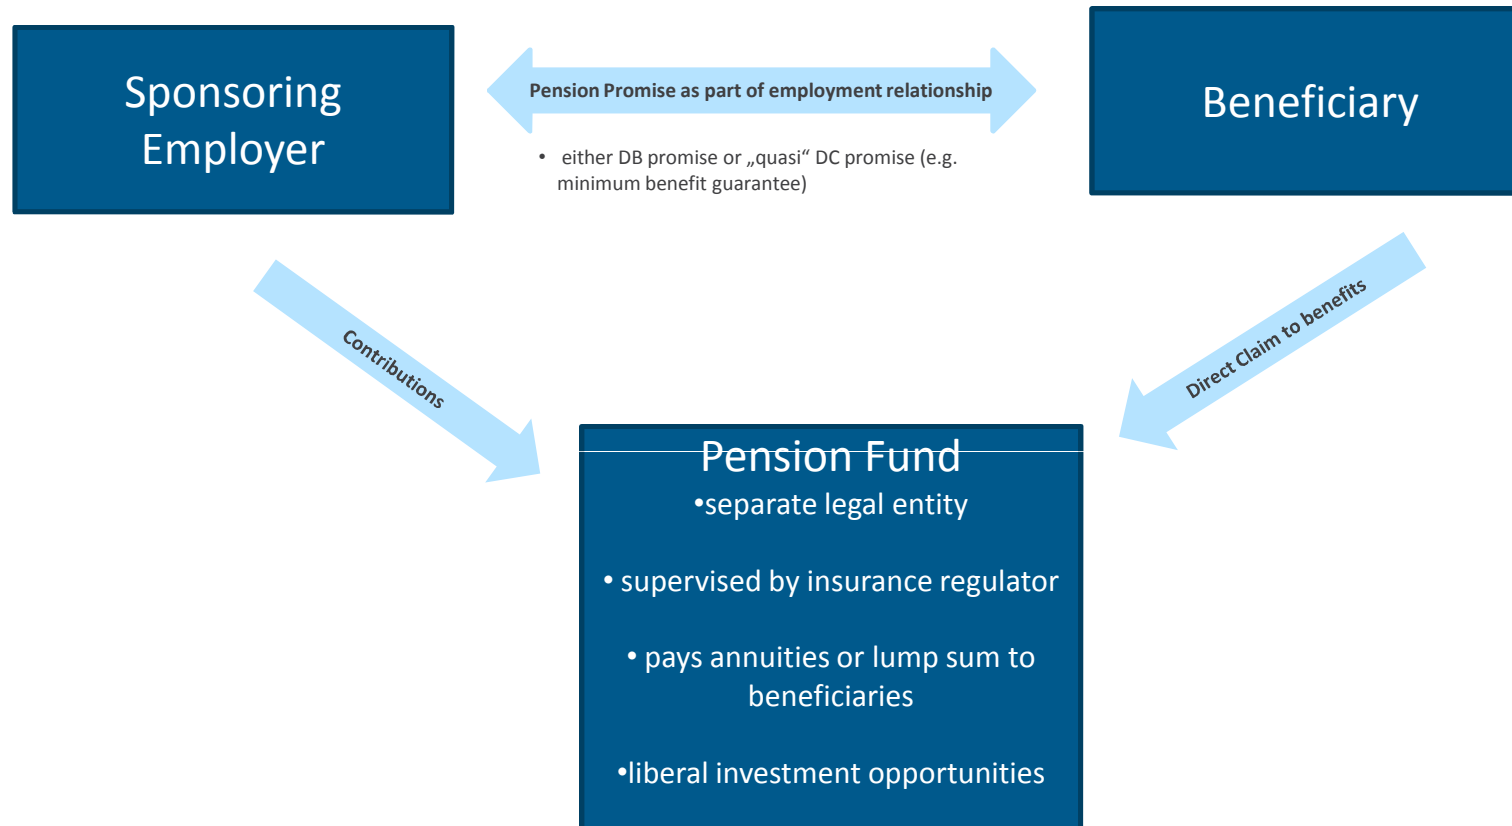 Sponsoring
Employer
Pension Promise as part of employment relationship
Beneficiary
• either DB promise or „quasi“ DC promise (e.g.
minimum benefit guarantee)
Contributions
Direct Claim to benefits
Pension Fund
•separate legal entity
• supervised by insurance regulator
• pays annuities or lump sum to
beneficiaries
•liberal investment opportunities